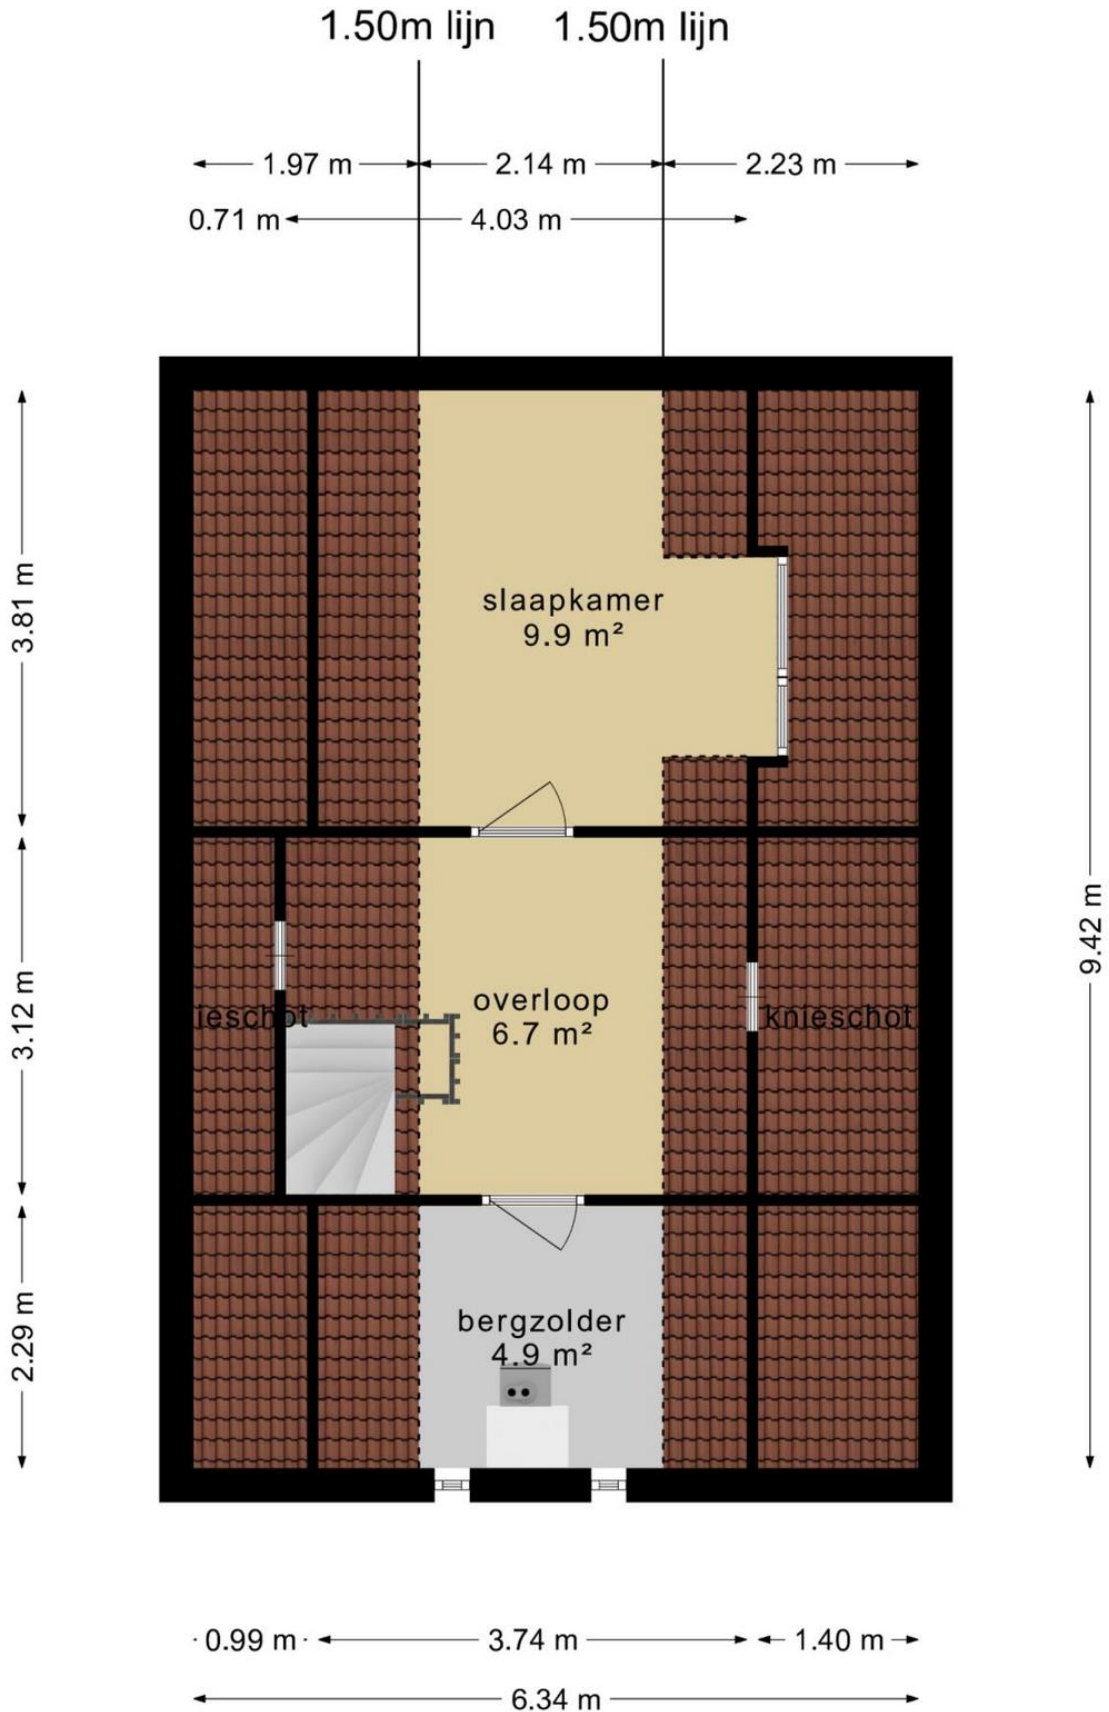 1.50m lijn 1.50m lijn
1.97 m 2.14 m 2.23 m
0.71 m 4.03 m
3.81 m
slaapkamer
9.9 m²
9.42 m
3.12 m
overloop
6.7 m²
ieschot
knieschot
2.29 m
bergzolder
4.9 m²
0.99 m 3.74 m 1.40 m
6.34 m